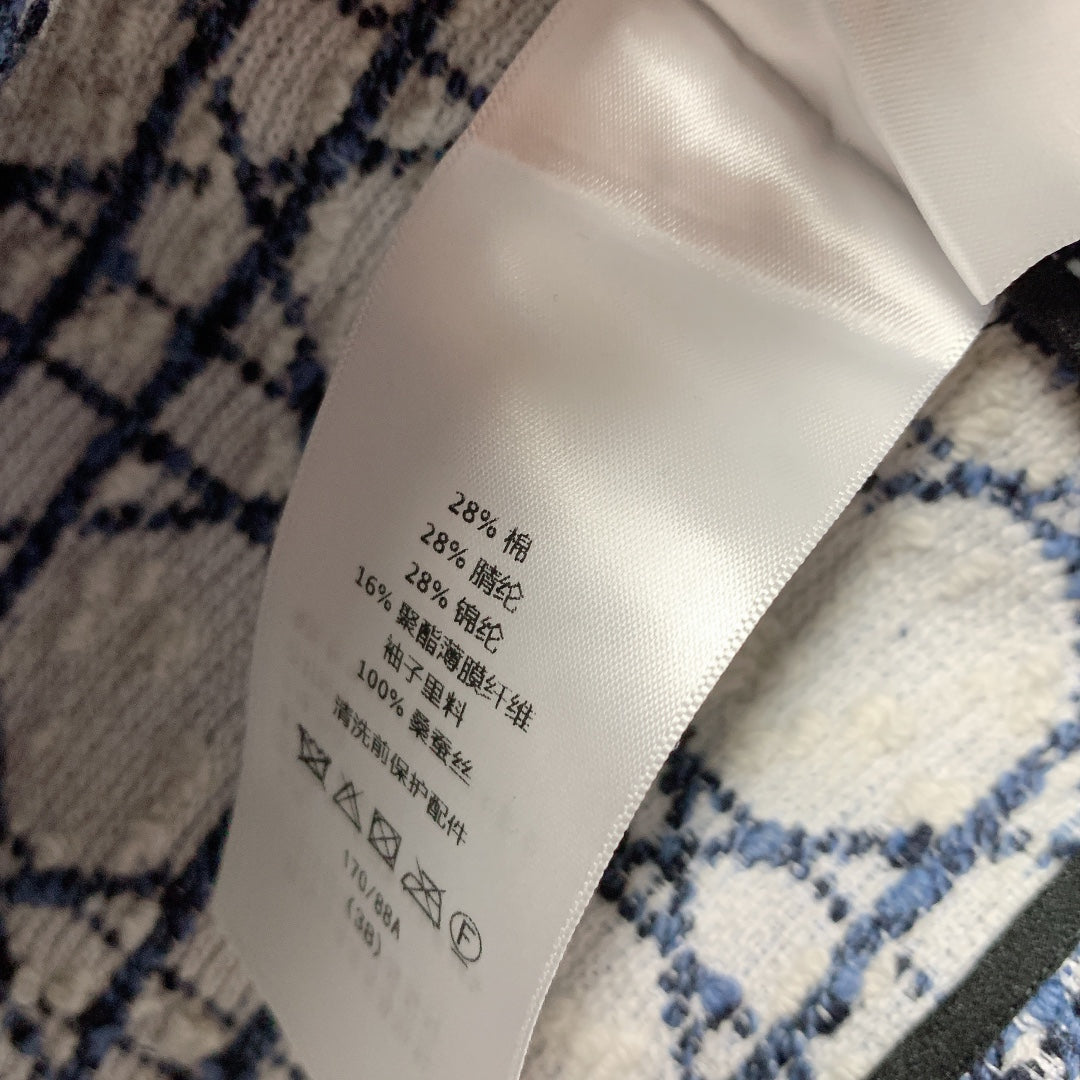 28% 棉
28% 腈纶
28% 锦纶
16% 聚酯薄膜纤维
袖子里料
100% 桑蚕丝
清洗前保护配件
F
170/88A
(38)